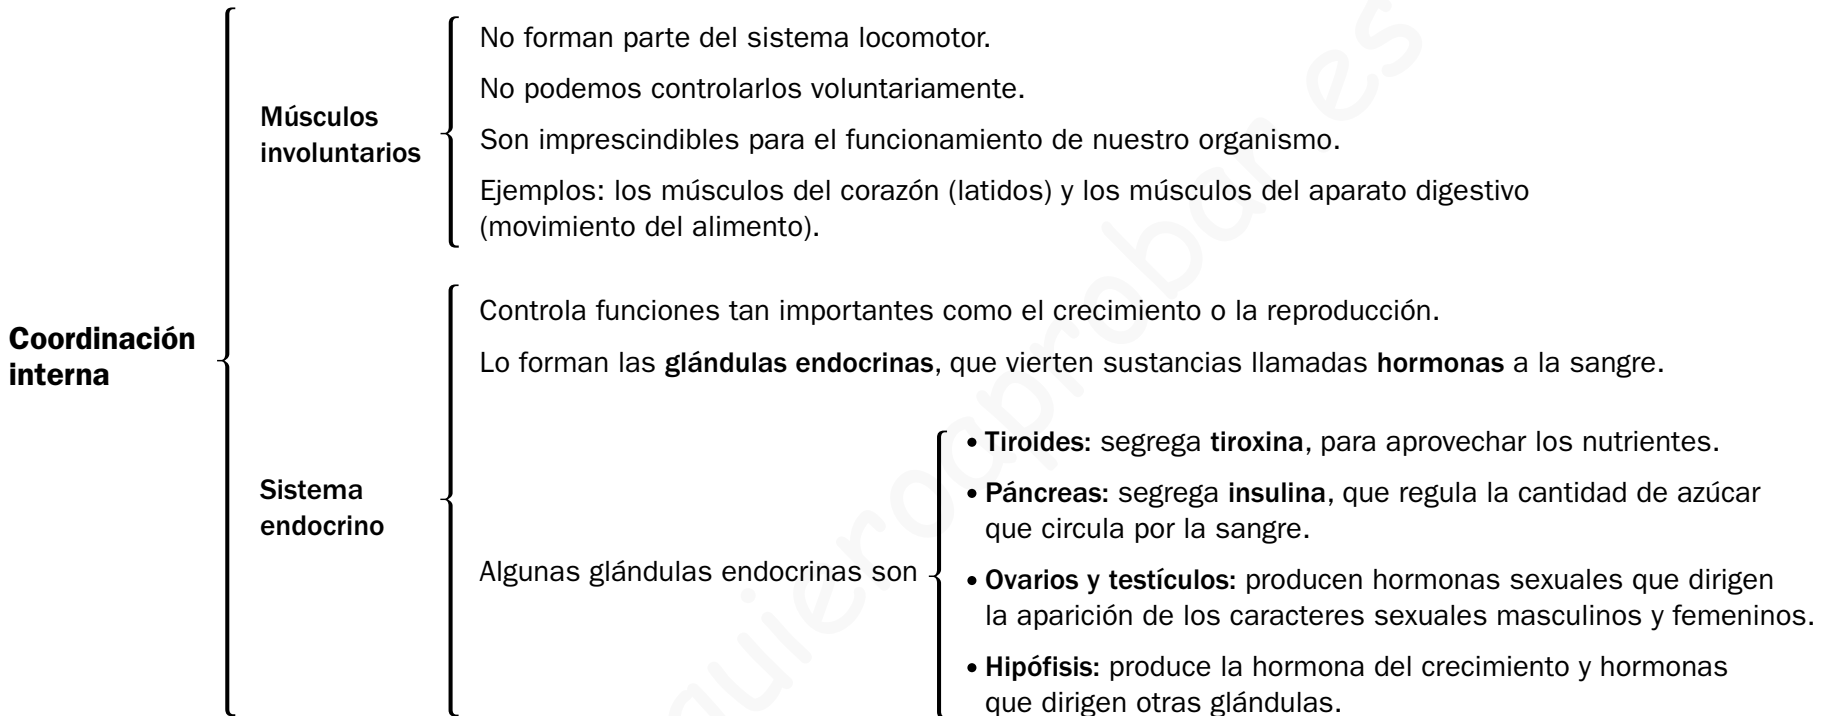 Coordinación
interna
Músculos
involuntarios
No forman parte del sistema locomotor.
No podemos controlarlos voluntariamente.
Son imprescindibles para el funcionamiento de nuestro organismo.
Ejemplos: los músculos del corazón (latidos) y los músculos del aparato digestivo
(movimiento del alimento).
Sistema
endocrino
Controla funciones tan importantes como el crecimiento o la reproducción.
Lo forman las glándulas endocrinas, que vierten sustancias llamadas hormonas a la sangre.
Algunas glándulas endocrinas son
• Tiroides: segrega tiroxina, para aprovechar los nutrientes.
• Páncreas: segrega insulina, que regula la cantidad de azúcar
que circula por la sangre.
• Ovarios y testículos: producen hormonas sexuales que dirigen
la aparición de los caracteres sexuales masculinos y femeninos.
• Hipófisis: produce la hormona del crecimiento y hormonas
que dirigen otras glándulas.
quieroaprobar es